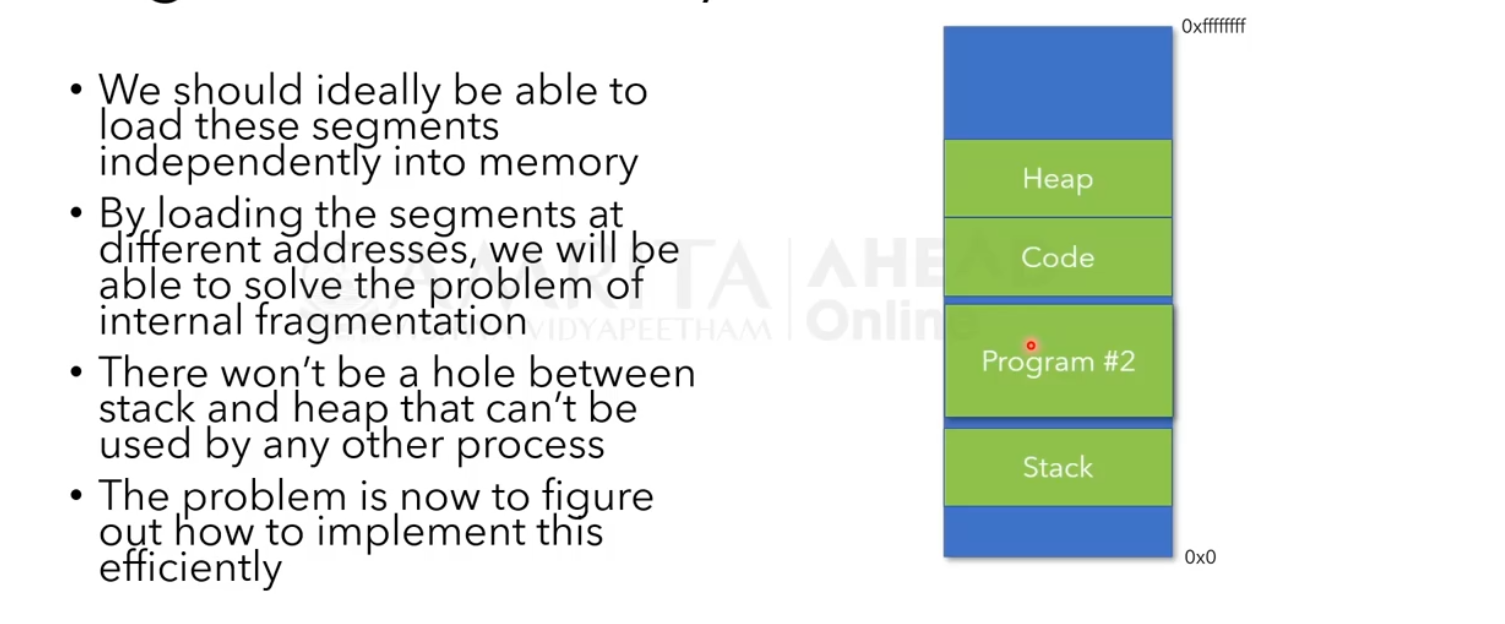 • We should ideally be able to
load these segments
independently into memory
• By loading the segments at
different addresses, we will be
able to solve the problem of
internal fragmentation
• There won't be a hole between
stack and heap that can't be
used by any other process
• The problem is now to figure
out how to implement this
efficiently
0xffffffff
Heap
Code
Program #2
Stack
0x0
AMRITA
VIDYAPEETHAM
AHEAD
Online